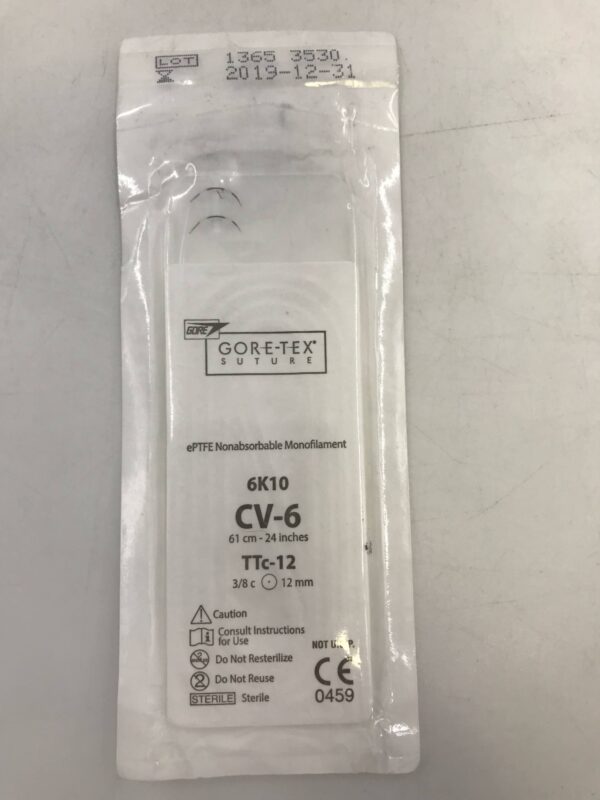 LOT 1365 3530
2019-12-31
GORE
GORE-TEX®
SUTURE
ePTFE Nonabsorbable Monofilament
6K10
CV-6
61 cm - 24 inches
TTc-12
3/8 c 12 mm
Caution
Consult Instructions
for Use
NOT U.S.P.
Do Not Resterilize
Do Not Reuse
CE
STERILE Sterile
0459